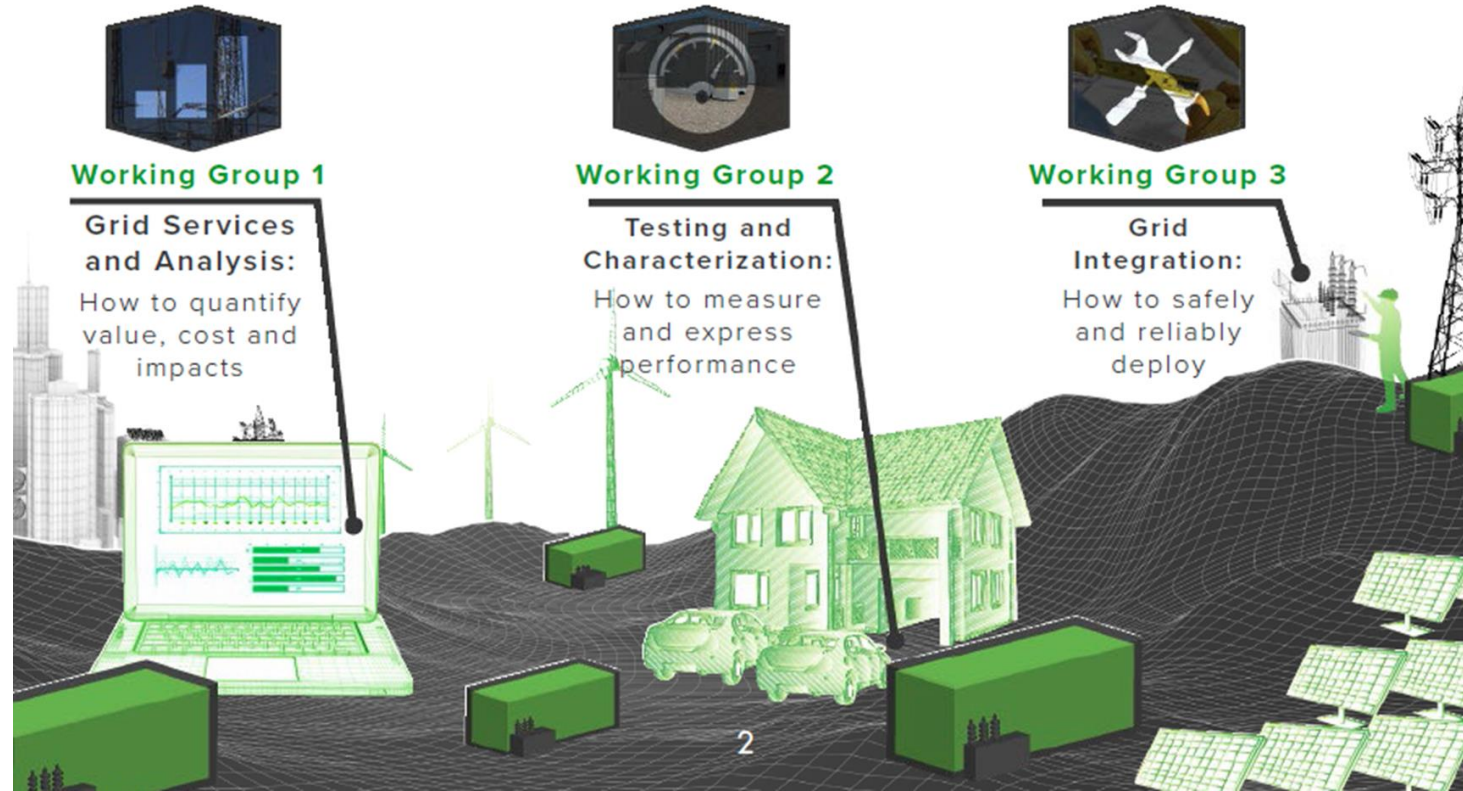 Working Group 1
Grid Services
and Analysis:
How to quantify
value, cost and
impacts
Working Group 2
Testing and
Characterization:
How to measure
and express
performance
Working Group 3
Grid
Integration:
How to safely
and reliably
deploy
2